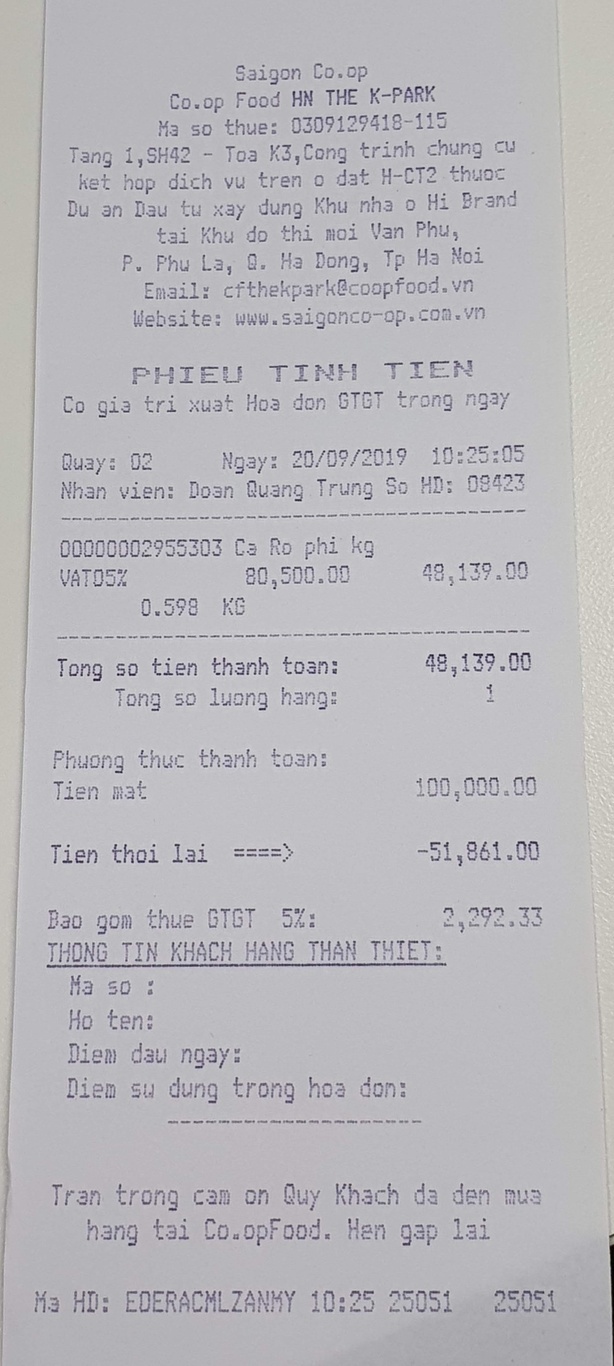 Saigon Co.op
Co.op Food HN THE K-PARK
Ma so thue: 0309129418-115
Tang 1,SH42 - Toa K3,Cong trinh chung cu
ket hop dich vu tren o dat H-CT2 thuoc
Du an Dau tu xay dung Khu nha o Hi Brand
tai Khu do thi moi Van Phu,
P. Phu La, Q. Ha Dong, Tp Ha Noi
Email: cfthekpark@coopfood.vn
Website: www.saigonco-op.com.vn
PHIEU TINH TIEN
Co gia tri xuat Hoa don GTGT trong ngay
Quay: 02 Ngay: 20/09/2019 10:25:05
Nhan vien: Doan Quang Trung So HD: 08423
00000002955303 Ca Ro phi kg
VAT05% 80,500.00 48,139.00
0.598 KG
Tong so tien thanh toan: 48,139.00
Tong so luong hang: 1
Phuong thuc thanh toan:
Tien mat 100,000.00
Tien thoi lai ====> -51,861.00
Bao gom thue GTGT 5%: 2,292.33
THONG TIN KHACH HANG THAN THIET:
Ma so :
Ho ten:
Diem dau ngay:
Diem su dung trong hoa don:
Tran trong cam on Quy Khach da den mua
hang tai Co.opFood. Hen gap lai
Ma HD: EOERACMLZANMY 10:25 25051 25051